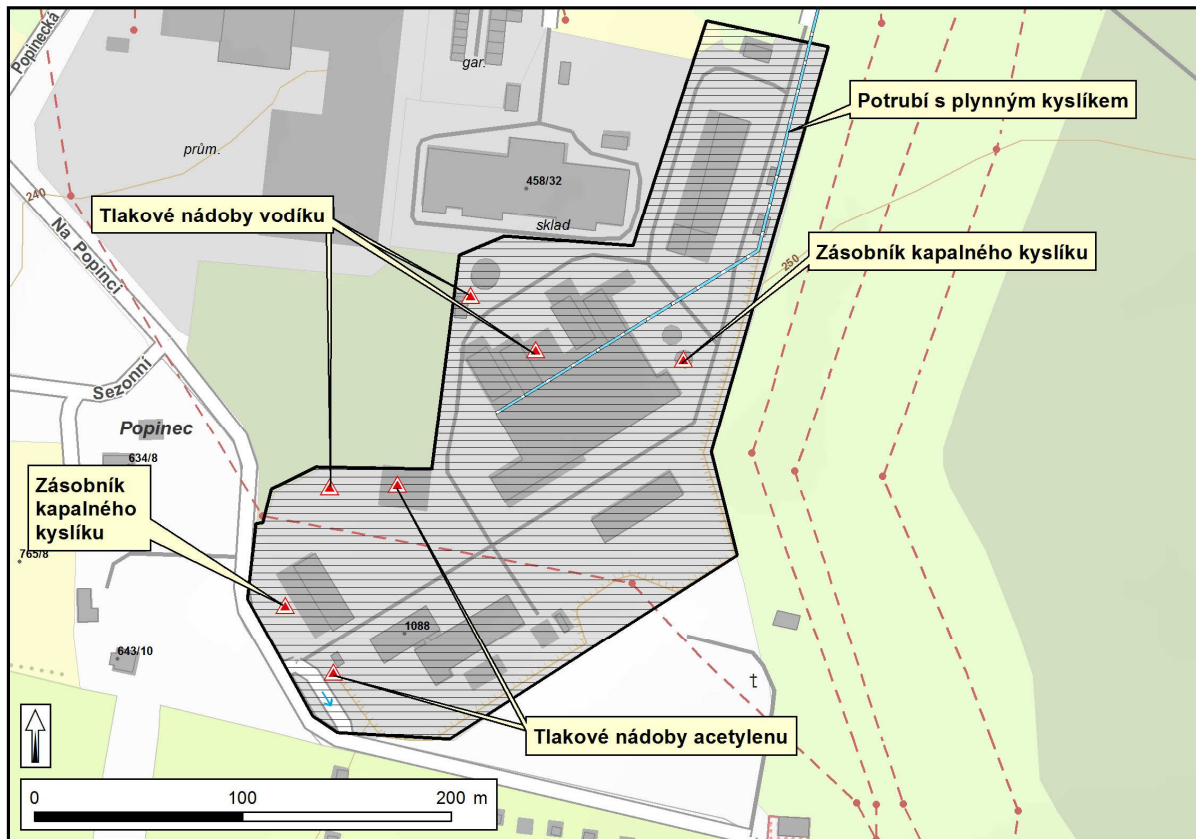 Popinecká
gar.
Potrubí s plynným kyslíkem
prům.
458/32
240
Tlakové nádoby vodíku
sklad
Na Popinci
Zásobník kapalného kyslíku
250
Sezonní
Popinec
634/8
Zásobník
kapalného
kyslíku
765/8
1088
643/10
Tlakové nádoby acetylenu
0 100 200 m